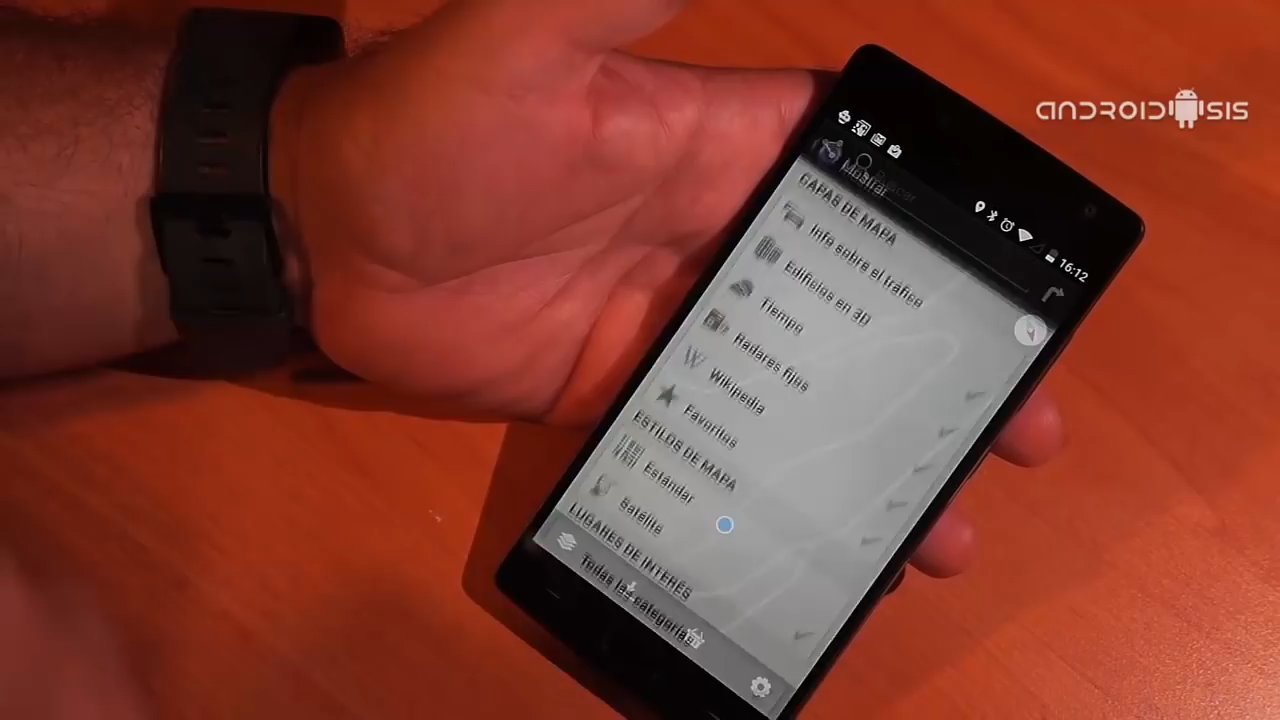 ANDROIDSIS
16:12
Buscar
Mostrar
CAPAS DE MAPA
Info sobre el tráfico
Edificios en 3D
Tiempo
Radares fijos
Wikipedia
Favoritos
ESTILOS DE MAPA
Estándar
Satélite
LUGARES DE INTERÉS
Todas las categorías